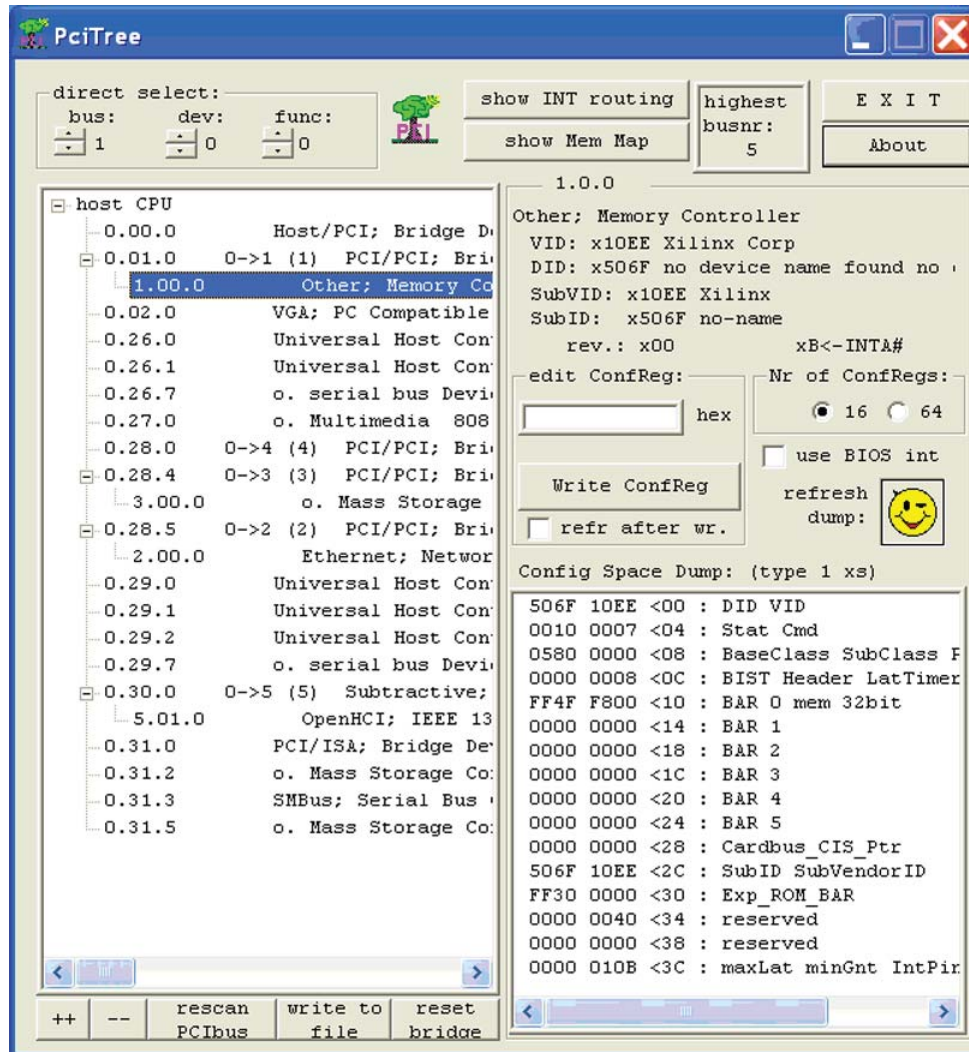 PciTree
direct select:
bus: dev: func:
1 0 0
PCI
show INT routing
show Mem Map
highest
busnr:
5
E X I T
About
host CPU
0.00.0 Host/PCI; Bridge D
0.01.0 0->1 (1) PCI/PCI; Bri
1.00.0 Other; Memory Co
0.02.0 VGA; PC Compatible
0.26.0 Universal Host Con
0.26.1 Universal Host Con
0.26.7 o. serial bus Devi
0.27.0 o. Multimedia 808
0.28.0 0->4 (4) PCI/PCI; Bri
0.28.4 0->3 (3) PCI/PCI; Bri
3.00.0 o. Mass Storage
0.28.5 0->2 (2) PCI/PCI; Bri
2.00.0 Ethernet; Networ
0.29.0 Universal Host Con
0.29.1 Universal Host Con
0.29.2 Universal Host Con
0.29.7 o. serial bus Devi
0.30.0 0->5 (5) Subtractive;
5.01.0 OpenHCI; IEEE 13
0.31.0 PCI/ISA; Bridge De
0.31.2 o. Mass Storage Co
0.31.3 SMBus; Serial Bus
0.31.5 o. Mass Storage Co
++ -- rescan PCIbus write to file reset bridge
1.0.0
Other; Memory Controller
VID: x10EE Xilinx Corp
DID: x506F no device name found no
SubVID: x10EE Xilinx
SubID: x506F no-name
rev.: x00 xB<-INTA#
edit ConfReg:
hex
Write ConfReg
refr after wr.
Nr of ConfRegs:
16 64
use BIOS int
refresh
dump:
Config Space Dump: (type 1 xs)
506F 10EE <00 : DID VID
0010 0007 <04 : Stat Cmd
0580 0000 <08 : BaseClass SubClass
0000 0008 <0C : BIST Header LatTimer
FF4F F800 <10 : BAR 0 mem 32bit
0000 0000 <14 : BAR 1
0000 0000 <18 : BAR 2
0000 0000 <1C : BAR 3
0000 0000 <20 : BAR 4
0000 0000 <24 : BAR 5
0000 0000 <28 : Cardbus_CIS_Ptr
506F 10EE <2C : SubID SubVendorID
FF30 0000 <30 : Exp_ROM_BAR
0000 0040 <34 : reserved
0000 0000 <38 : reserved
0000 010B <3C : maxLat minGnt IntPin